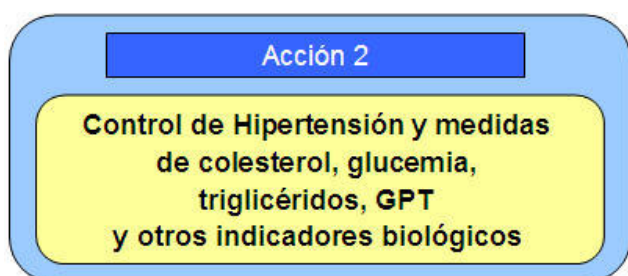 Acción 2
Control de Hipertensión y medidas
de colesterol, glucemia,
triglicéridos, GPT
y otros indicadores biológicos